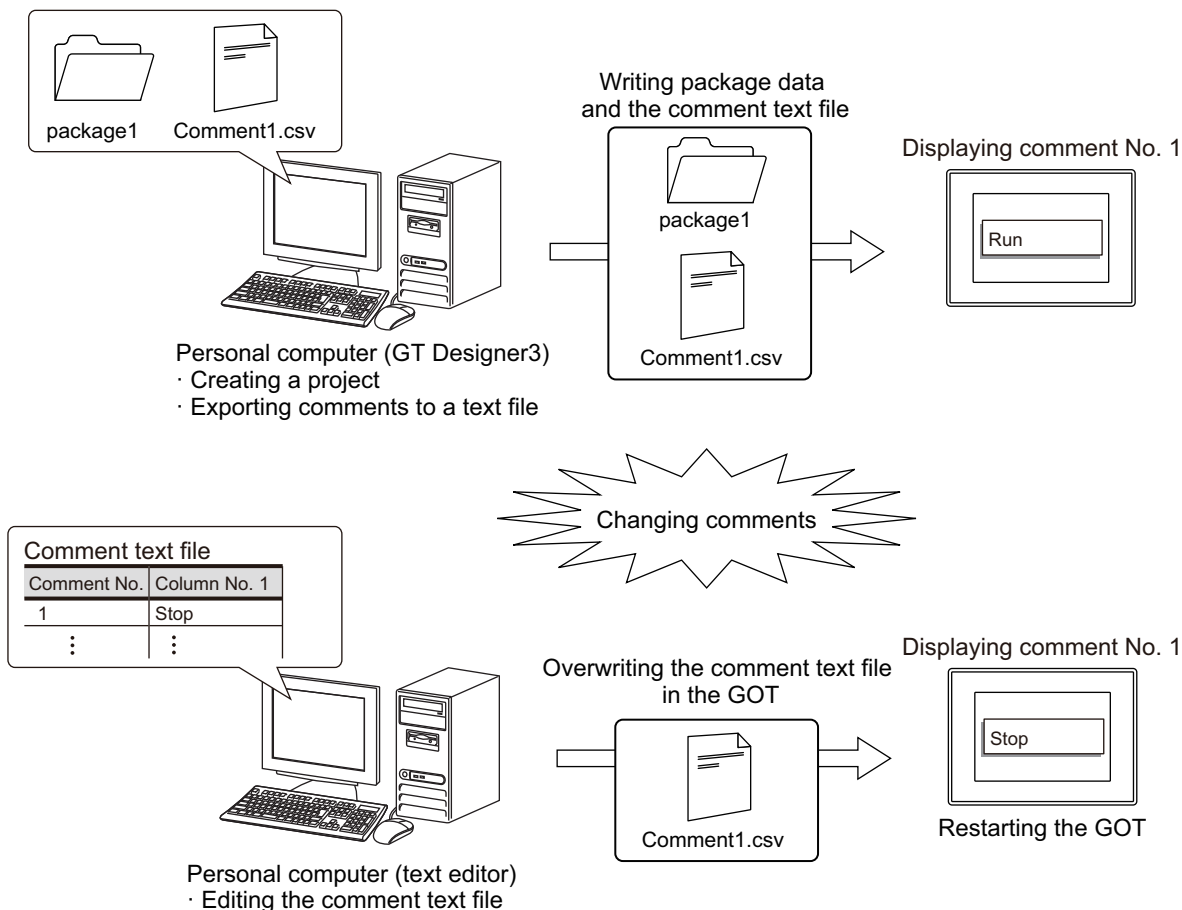 package1
Comment1.csv
Writing package data
and the comment text file
package1
Comment1.csv
Displaying comment No. 1
Run
Personal computer (GT Designer3)
· Creating a project
· Exporting comments to a text file
Changing comments
Comment text file
Comment No. Column No. 1
1 Stop
⋮ ⋮
Personal computer (text editor)
· Editing the comment text file
Overwriting the comment text file
in the GOT
Comment1.csv
Displaying comment No. 1
Stop
Restarting the GOT